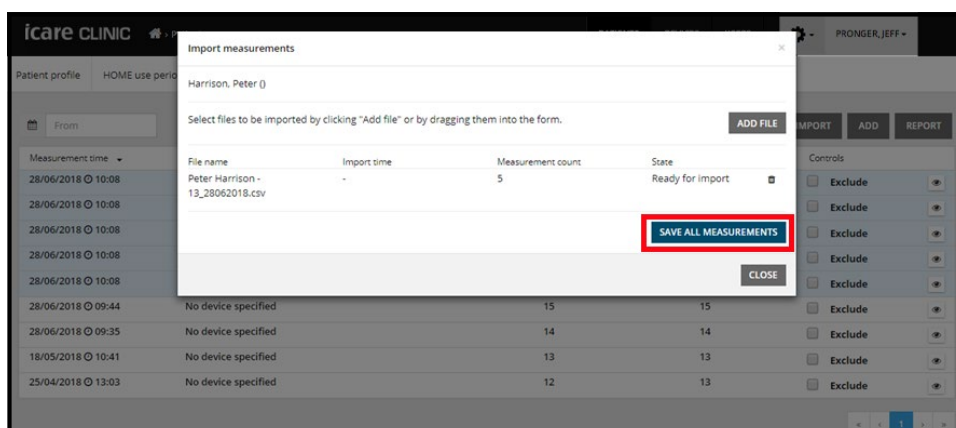 icare CLINIC
PRONGER, JEFF
Patient profile HOME use perio
From
IMPORT ADD REPORT
Import measurements ×
Harrison, Peter ()
Select files to be imported by clicking "Add file" or by dragging them into the form. ADD FILE
File name Import time Measurement count State
Peter Harrison - - 5 Ready for import
13_28062018.csv
SAVE ALL MEASUREMENTS
CLOSE
Measurement time Controls
28/06/2018 10:08 Exclude
28/06/2018 10:08 Exclude
28/06/2018 10:08 Exclude
28/06/2018 10:08 Exclude
28/06/2018 10:08 Exclude
28/06/2018 09:44 No device specified 15 15 Exclude
28/06/2018 09:35 No device specified 14 14 Exclude
18/05/2018 10:41 No device specified 13 13 Exclude
25/04/2018 13:03 No device specified 12 13 Exclude
« ‹ 1 › »